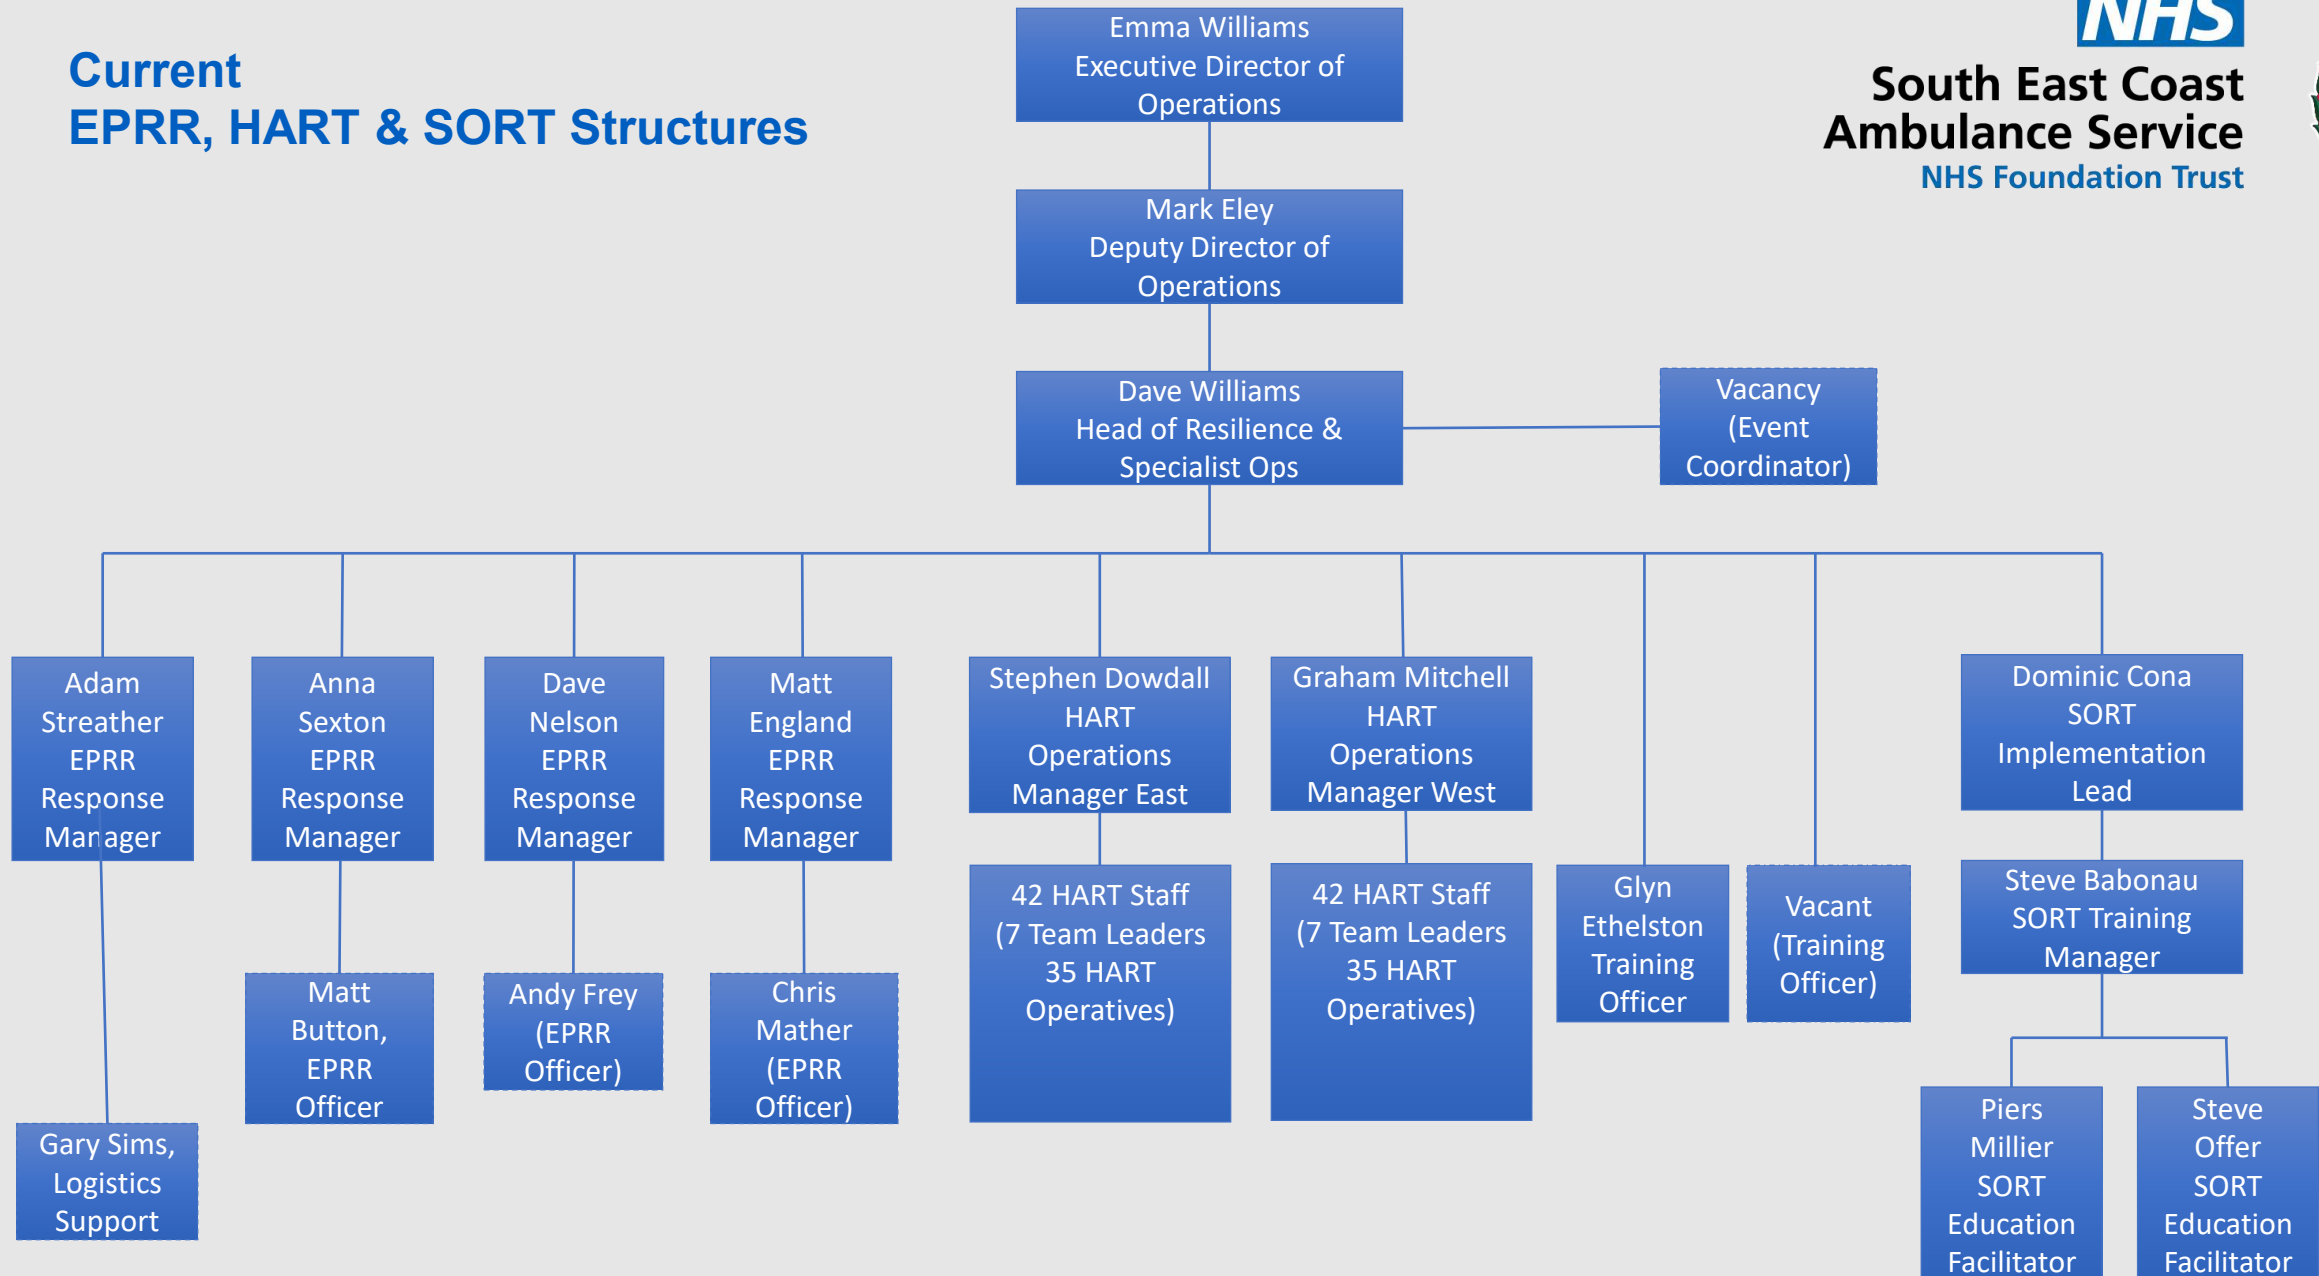 Current
EPRR, HART & SORT Structures
NHS
South East Coast
Ambulance Service
NHS Foundation Trust
Emma Williams
Executive Director of
Operations
Mark Eley
Deputy Director of
Operations
Dave Williams
Head of Resilience &
Specialist Ops
Vacancy
(Event
Coordinator)
Adam
Streather
EPRR
Response
Manager
Anna
Sexton
EPRR
Response
Manager
Dave
Nelson
EPRR
Response
Manager
Matt
England
EPRR
Response
Manager
Stephen Dowdall
HART
Operations
Manager East
Graham Mitchell
HART
Operations
Manager West
Dominic Cona
SORT
Implementation
Lead
42 HART Staff
(7 Team Leaders
35 HART
Operatives)
42 HART Staff
(7 Team Leaders
35 HART
Operatives)
Glyn
Ethelston
Training
Officer
Vacant
(Training
Officer)
Steve Babonau
SORT Training
Manager
Matt
Button,
EPRR
Officer
Andy Frey
(EPRR
Officer)
Chris
Mather
(EPRR
Officer)
Gary Sims,
Logistics
Support
Piers
Millier
SORT
Education
Facilitator
Steve
Offer
SORT
Education
Facilitator